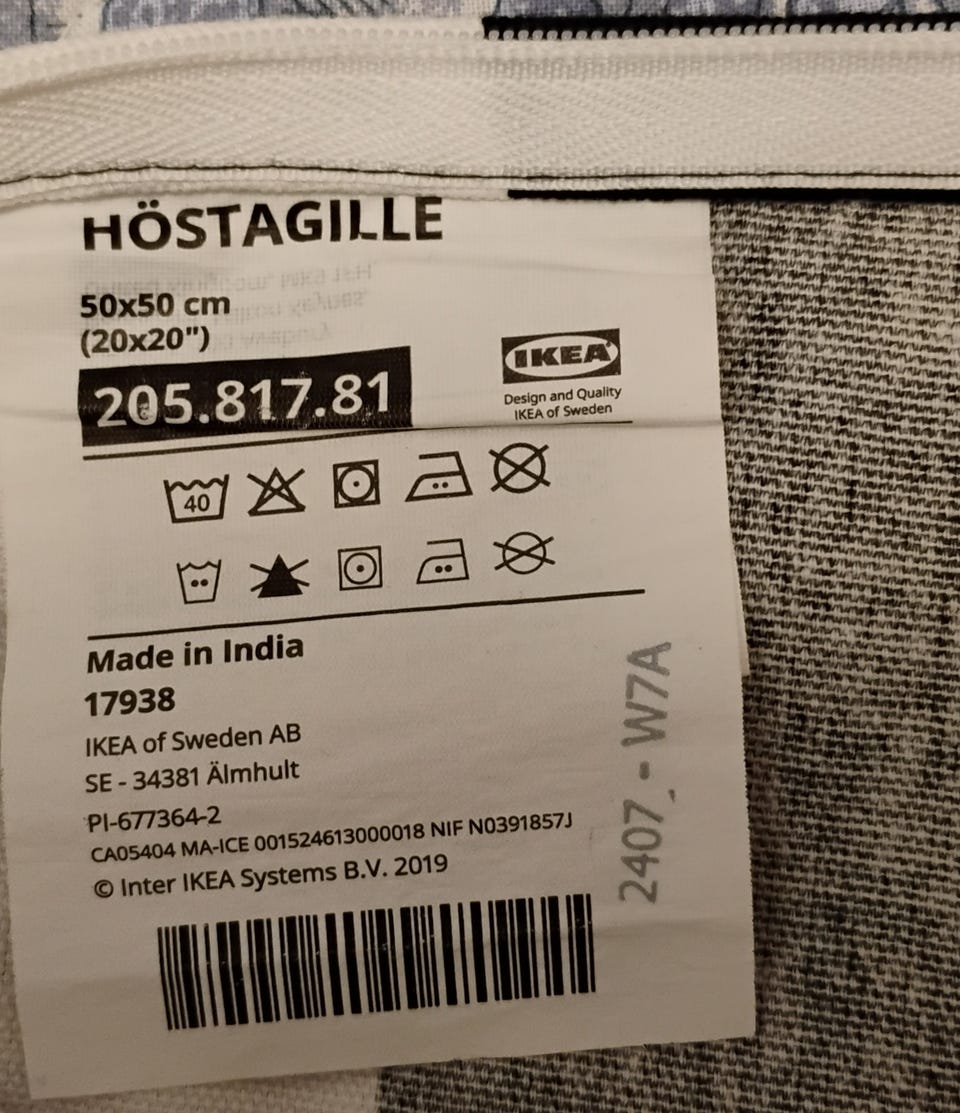 HÖSTAGILLE
50x50 cm
(20x20")
205.817.81
IKEA
Design and Quality
IKEA of Sweden
40
Made in India
17938
IKEA of Sweden AB
SE - 34381 Älmhult
PI-677364-2
CA05404 MA-ICE 001524613000018 NIF N0391857J
© Inter IKEA Systems B.V. 2019
2407 - W7A